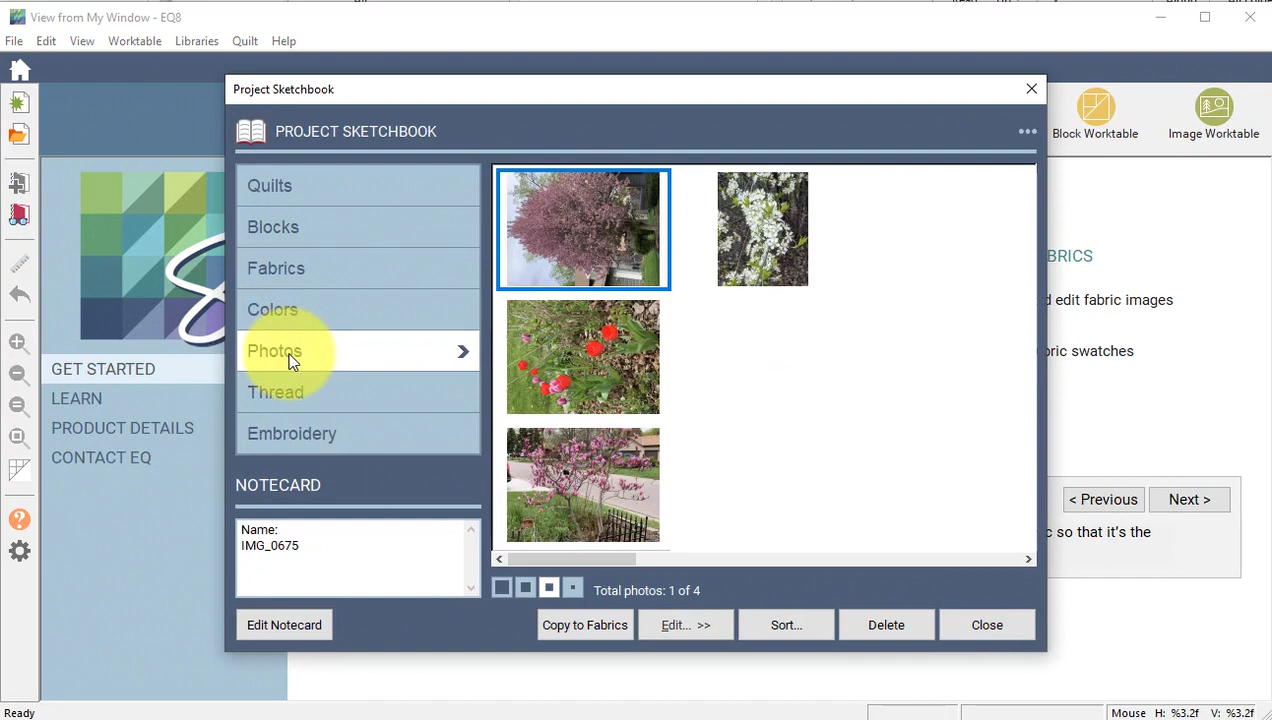 View from My Window - EQ8
File Edit View Worktable Libraries Quilt Help
Project Sketchbook
PROJECT SKETCHBOOK
Block Worktable
Image Worktable
Quilts
Blocks
Fabrics
Colors
Photos
Thread
Embroidery
BRICS
d edit fabric images
ric swatches
GET STARTED
LEARN
PRODUCT DETAILS
CONTACT EQ
NOTECARD
Name:
IMG_0675
< Previous Next >
c so that it's the
Total photos: 1 of 4
Edit Notecard Copy to Fabrics Edit... >> Sort... Delete Close
Ready
Mouse H: %3.2f V: %3.2f